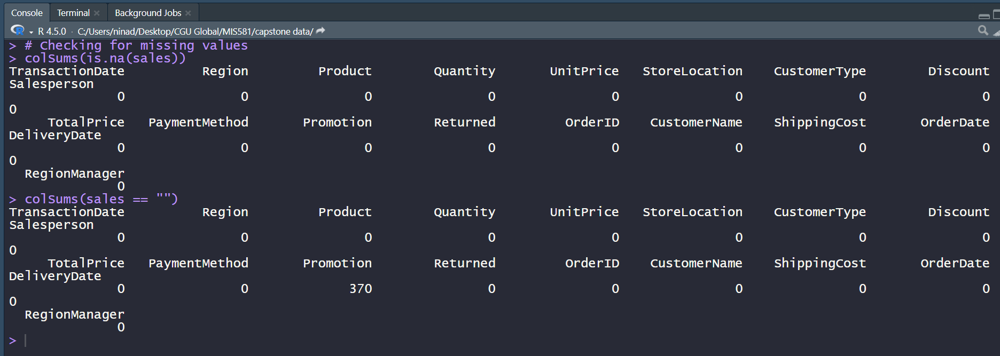 Console Terminal Background Jobs
R 4.5.0 · C:/Users/ninad/Desktop/CGU Global/MIS581/capstone data/
> # Checking for missing values
> colSums(is.na(sales))
TransactionDate Region Product Quantity UnitPrice StoreLocation CustomerType Discount
Salesperson
0 0 0 0 0 0 0 0
0
TotalPrice PaymentMethod Promotion Returned OrderID CustomerName ShippingCost OrderDate
DeliveryDate
0 0 0 0 0 0 0 0
0
RegionManager
0
> colSums(sales == "")
TransactionDate Region Product Quantity UnitPrice StoreLocation CustomerType Discount
Salesperson
0 0 0 0 0 0 0 0
0
TotalPrice PaymentMethod Promotion Returned OrderID CustomerName ShippingCost OrderDate
DeliveryDate
0 0 370 0 0 0 0 0
0
RegionManager
0
>